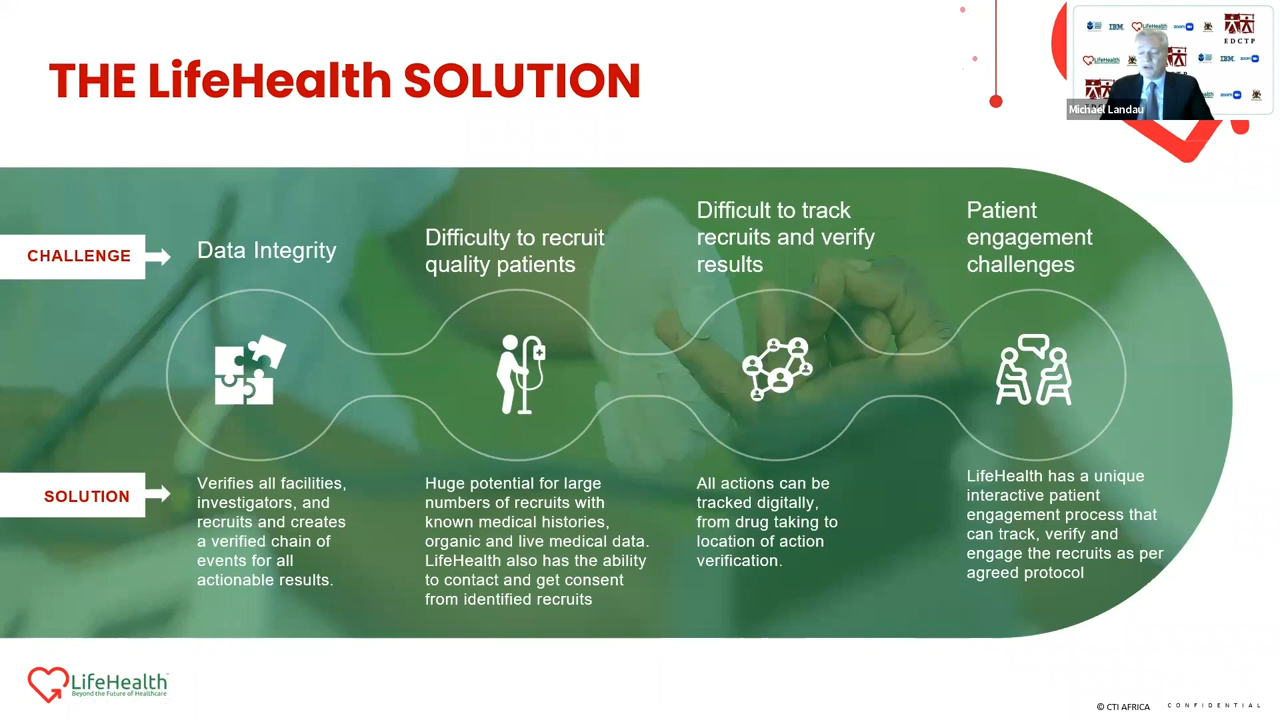 THE LifeHealth SOLUTION
IBM
LifeHealth
zoom
EDCTP
LifeHealth
IBM
zoom
zoom
Michael Landau
CHALLENGE
Data Integrity
Difficulty to recruit
quality patients
Difficult to track
recruits and verify
results
Patient
engagement
challenges
SOLUTION
Verifies all facilities,
investigators, and
recruits and creates
a verified chain of
events for all
actionable results.
Huge potential for large
numbers of recruits with
known medical histories,
organic and live medical data.
LifeHealth also has the ability
to contact and get consent
from identified recruits
All actions can be
tracked digitally,
from drug taking to
location of action
verification.
LifeHealth has a unique
interactive patient
engagement process that
can track, verify and
engage the recruits as per
agreed protocol
LifeHealth
Beyond the Future of Healthcare
© CTI AFRICA
CONFIDENTIAL